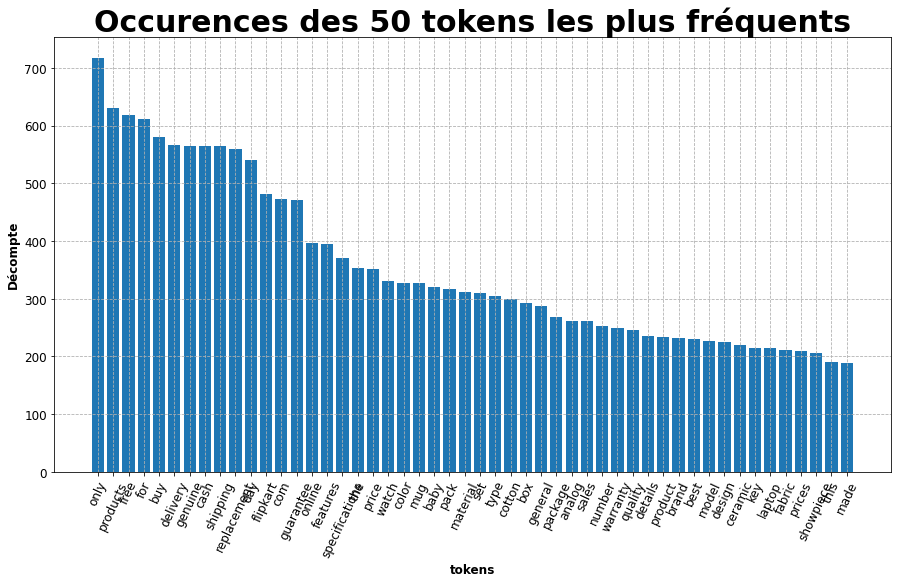 Occurences des 50 tokens les plus fréquents
Décompte
700
600
500
400
300
200
100
0
only
products
free
for
buy
delivery
genuine
cash
shipping
replacement
day
flipkart
com
guarantee
online
features
specifications
the
price
watch
color
mug
baby
pack
material
set
type
cotton
box
general
package
analog
sales
number
warranty
quality
details
product
brand
best
model
design
ceramic
key
laptop
fabric
prices
showpiece
this
made
tokens